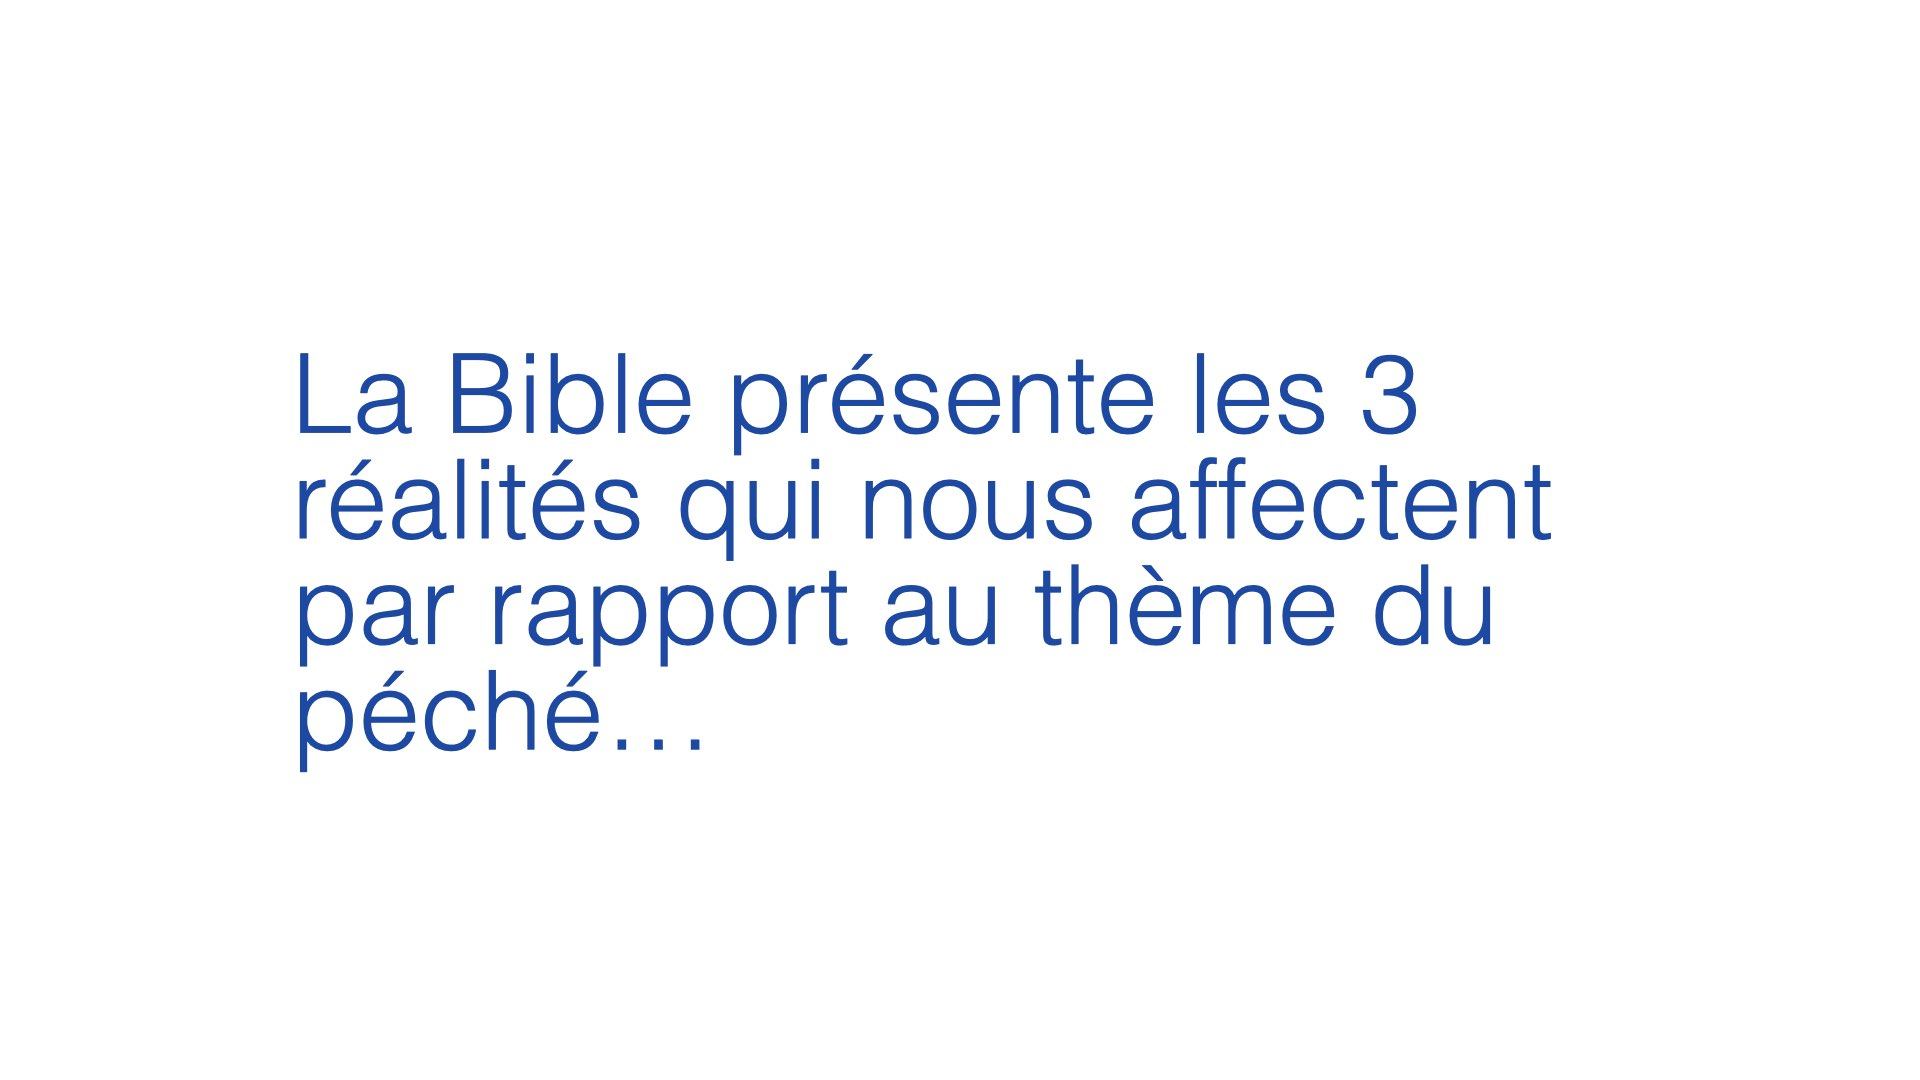 La Bible présente les 3
réalités qui nous affectent
par rapport au thème du
péché…